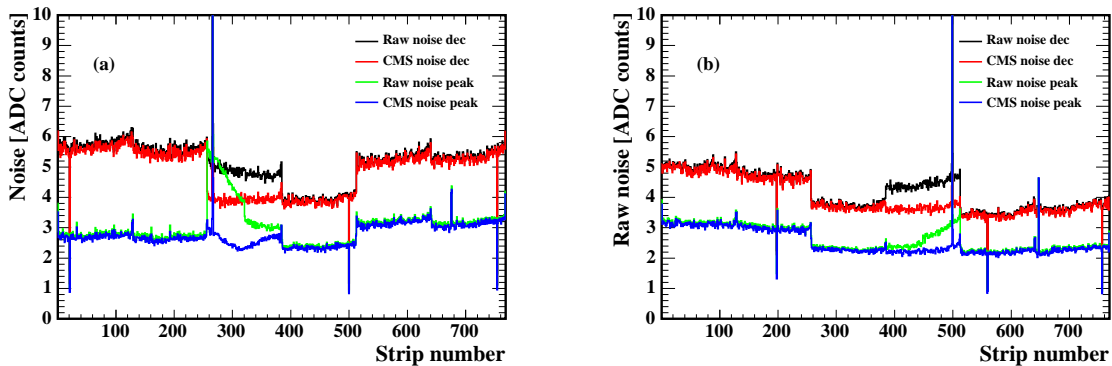 Noise [ADC counts]
10
9
8
7
6
5
4
3
2
1
0
(a)
Raw noise dec
CMS noise dec
Raw noise peak
CMS noise peak
100 200 300 400 500 600 700
Strip number
Raw noise [ADC counts]
10
9
8
7
6
5
4
3
2
1
0
(b)
Raw noise dec
CMS noise dec
Raw noise peak
CMS noise peak
100 200 300 400 500 600 700
Strip number